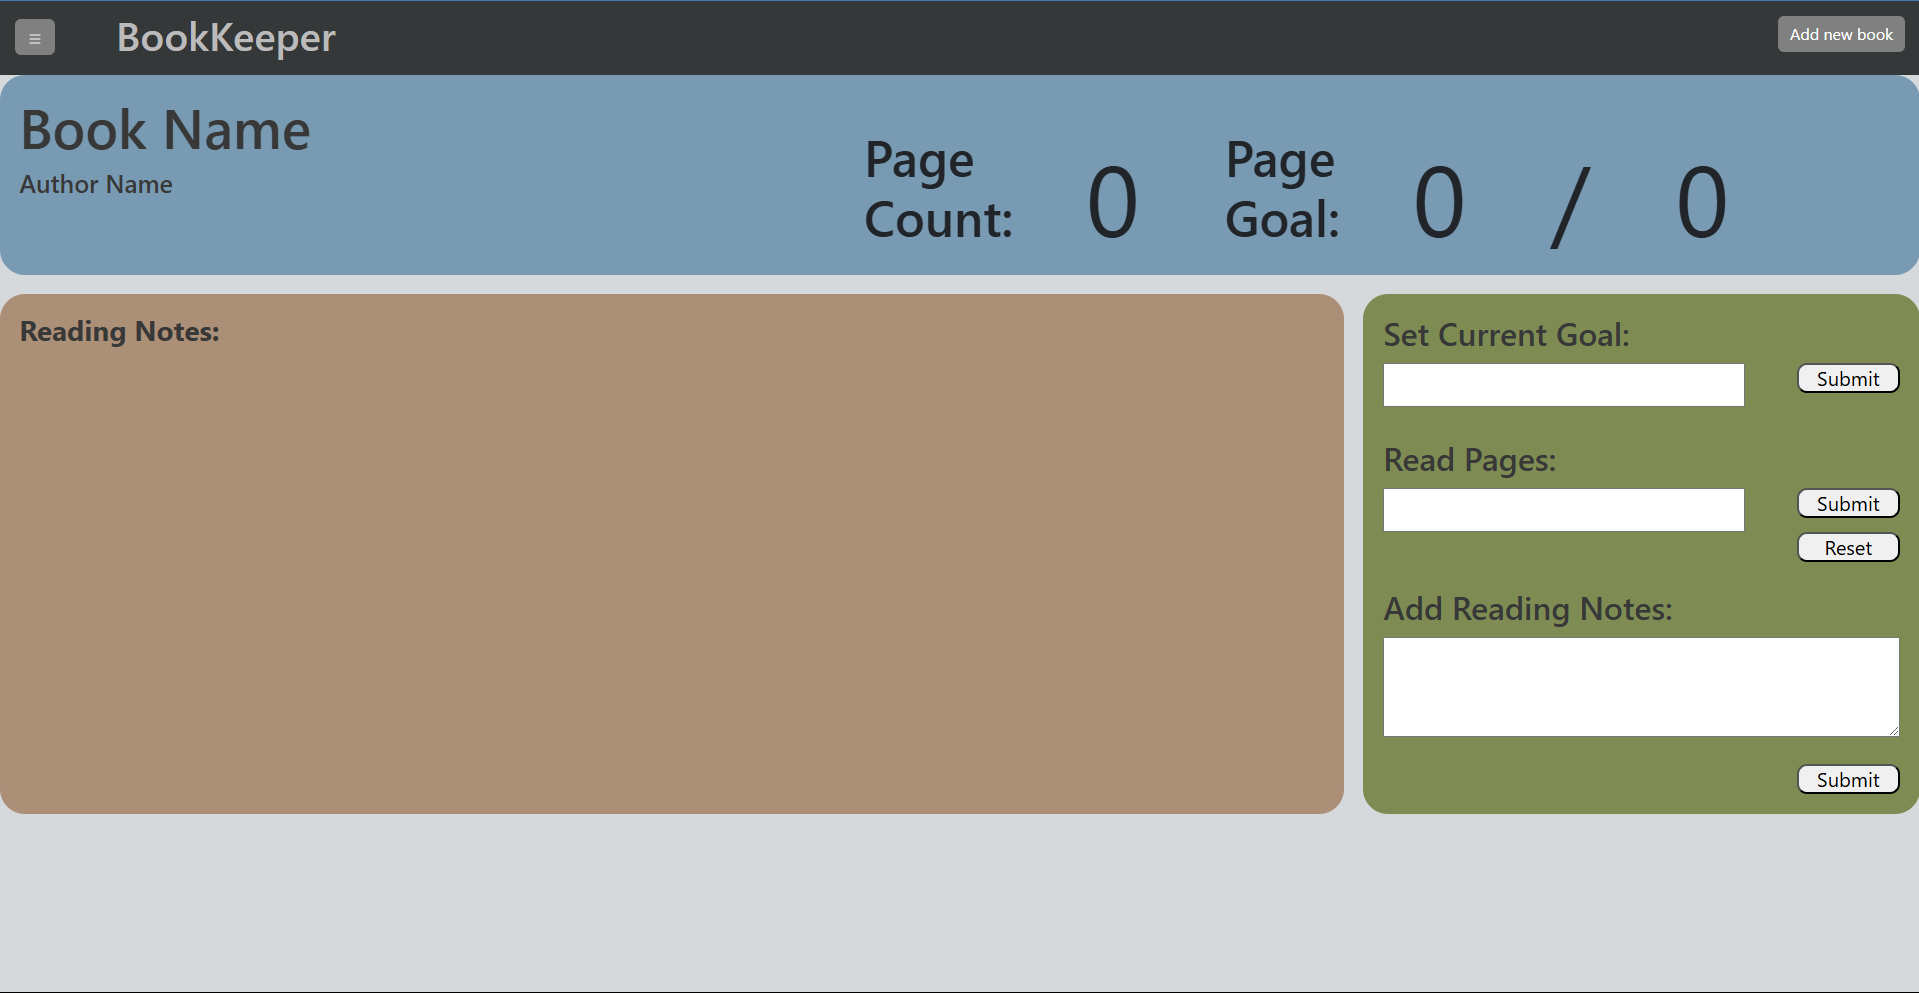 ≡
BookKeeper
Add new book
Book Name
Author Name
Page
Count:
0
Page
Goal:
0 / 0
Reading Notes:
Set Current Goal:
Submit
Read Pages:
Submit
Reset
Add Reading Notes:
Submit